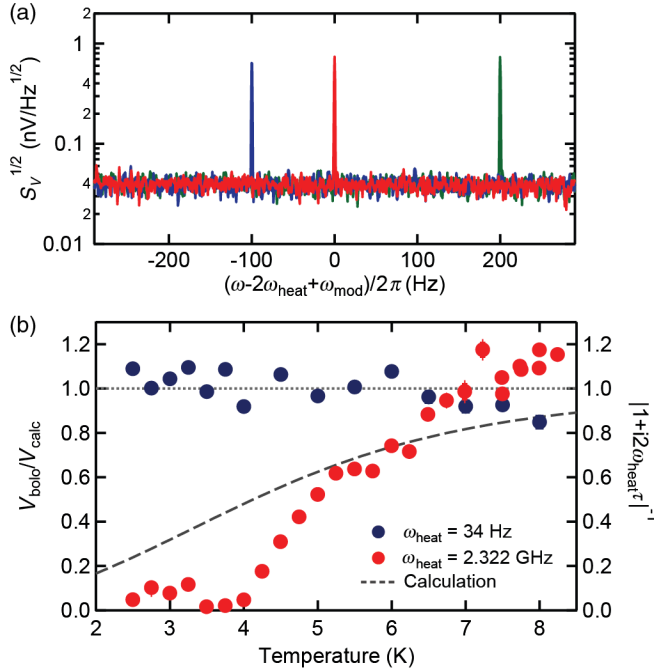 (a)
2
1
4
2
0.1
4
2
0.01
S_V^1/2 (nV/Hz^1/2)
-200 -100 0 100 200
(ω-2ω_heat+ω_mod)/2π (Hz)
(b)
1.2
1.0
0.8
0.6
0.4
0.2
0.0
V_bolo/V_calc
1.2
1.0
0.8
0.6
0.4
0.2
0.0
|1+i2ω_heatτ|^-1
ω_heat = 34 Hz
ω_heat = 2.322 GHz
Calculation
2 3 4 5 6 7 8
Temperature (K)